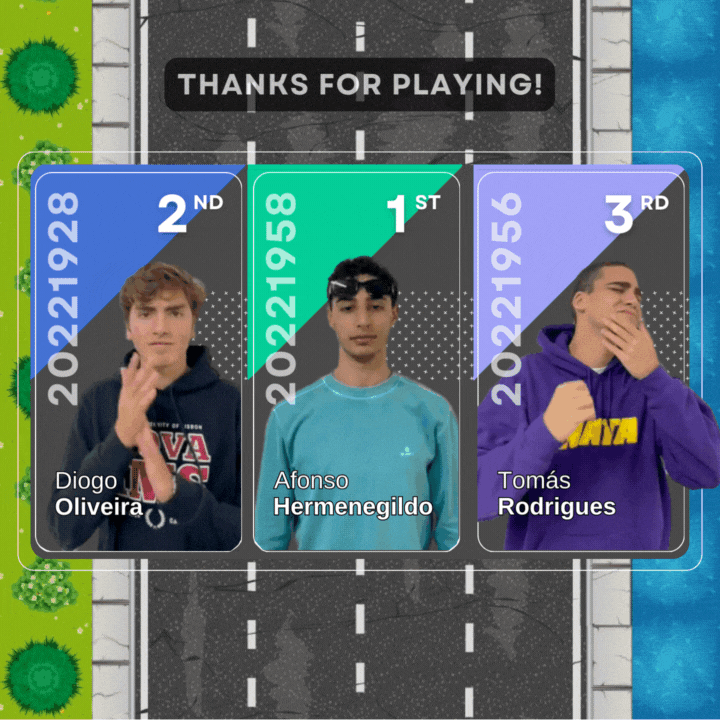 THANKS FOR PLAYING!
20221928
2ND
Diogo
Oliveira
20221958
1ST
Afonso
Hermenegildo
20221956
3RD
Tomás
Rodrigues